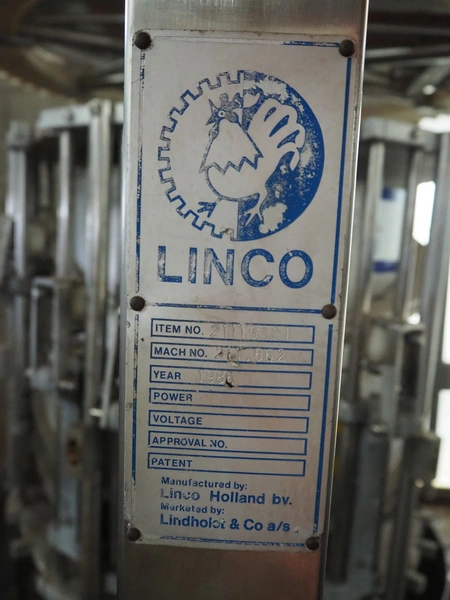 LINCO
ITEM NO.
MACH NO.
YEAR
POWER
VOLTAGE
APPROVAL NO.
PATENT
Manufactured by:
Linco Holland bv.
Marketed by:
Lindholst & Co a/s